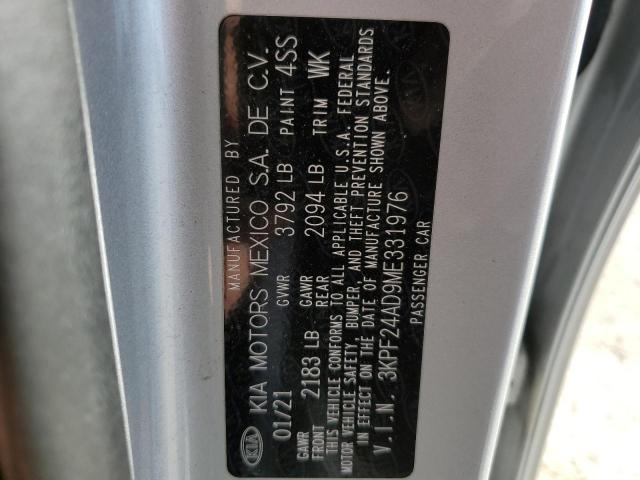 MANUFACTURED BY
KIA KIA MOTORS MEXICO S.A. DE C.V.
01/21 GVWR 3792 LB PAINT 4SS
GAWR FRONT 2183 LB GAWR REAR 2094 LB TRIM WK
THIS VEHICLE CONFORMS TO ALL APPLICABLE U.S.A. FEDERAL
MOTOR VEHICLE SAFETY, BUMPER, AND THEFT PREVENTION STANDARDS
IN EFFECT ON THE DATE OF MANUFACTURE SHOWN ABOVE.
V.I.N. 3KPF24AD9ME331976
PASSENGER CAR